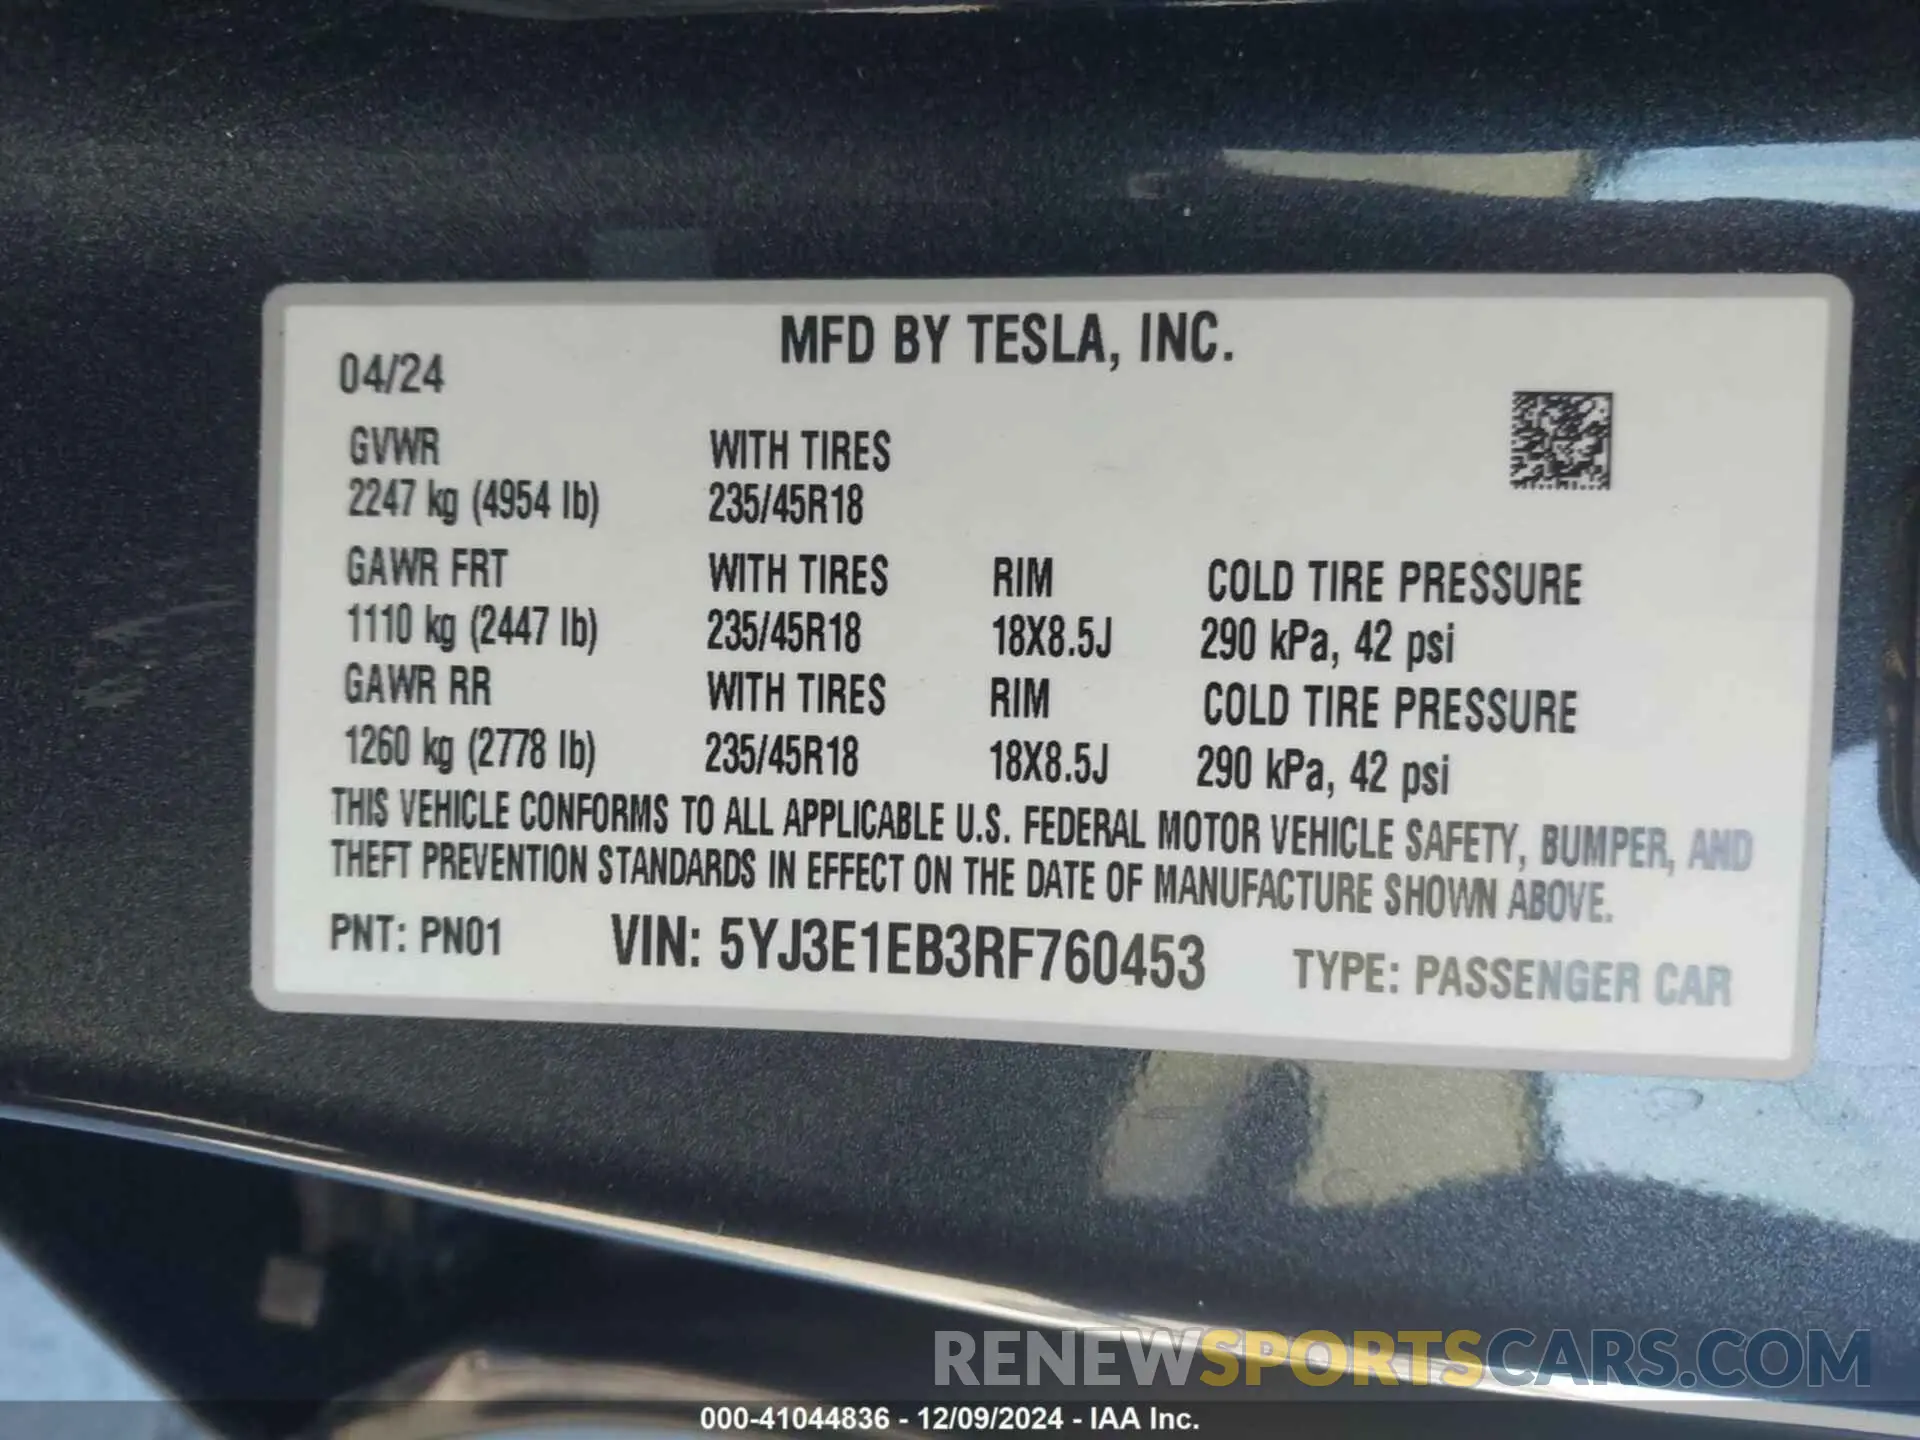 MFD BY TESLA, INC.
04/24
GVWR WITH TIRES
2247 kg (4954 lb) 235/45R18
GAWR FRT WITH TIRES RIM COLD TIRE PRESSURE
1110 kg (2447 lb) 235/45R18 18X8.5J 290 kPa, 42 psi
GAWR RR WITH TIRES RIM COLD TIRE PRESSURE
1260 kg (2778 lb) 235/45R18 18X8.5J 290 kPa, 42 psi
THIS VEHICLE CONFORMS TO ALL APPLICABLE U.S. FEDERAL MOTOR VEHICLE SAFETY, BUMPER, AND
THEFT PREVENTION STANDARDS IN EFFECT ON THE DATE OF MANUFACTURE SHOWN ABOVE.
PNT: PN01 VIN: 5YJ3E1EB3RF760453 TYPE: PASSENGER CAR
RENEWSPORTSCARS.COM
000-41044836 - 12/09/2024 - IAA Inc.